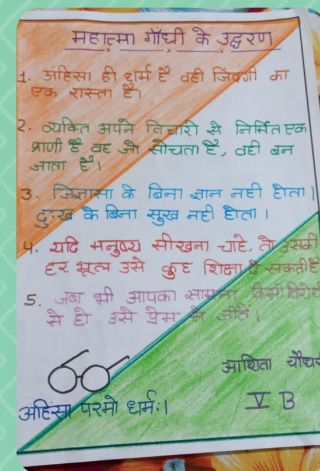 महात्मा गाँधी के उद्धरण
1. अहिंसा ही धर्म है वही जिंदगी का
एक रास्ता है।
2. व्यक्ति अपने विचारों से निर्मित एक
प्राणी है वह जो सोचता है, वही बन
जाता है।
3. जिज्ञासा के बिना ज्ञान नही होता।
दुःख के बिना सुख नही होता।
4. यदि मनुष्य सीखना चाहे, तो उसकी
हर भूल उसे कुछ शिक्षा दे सकती है
5. जब भी आपका सामना किसी विरोधी
से हो उसे प्रेम से जीतें।
आशिता
V B
अहिंसा परमो धर्मः।